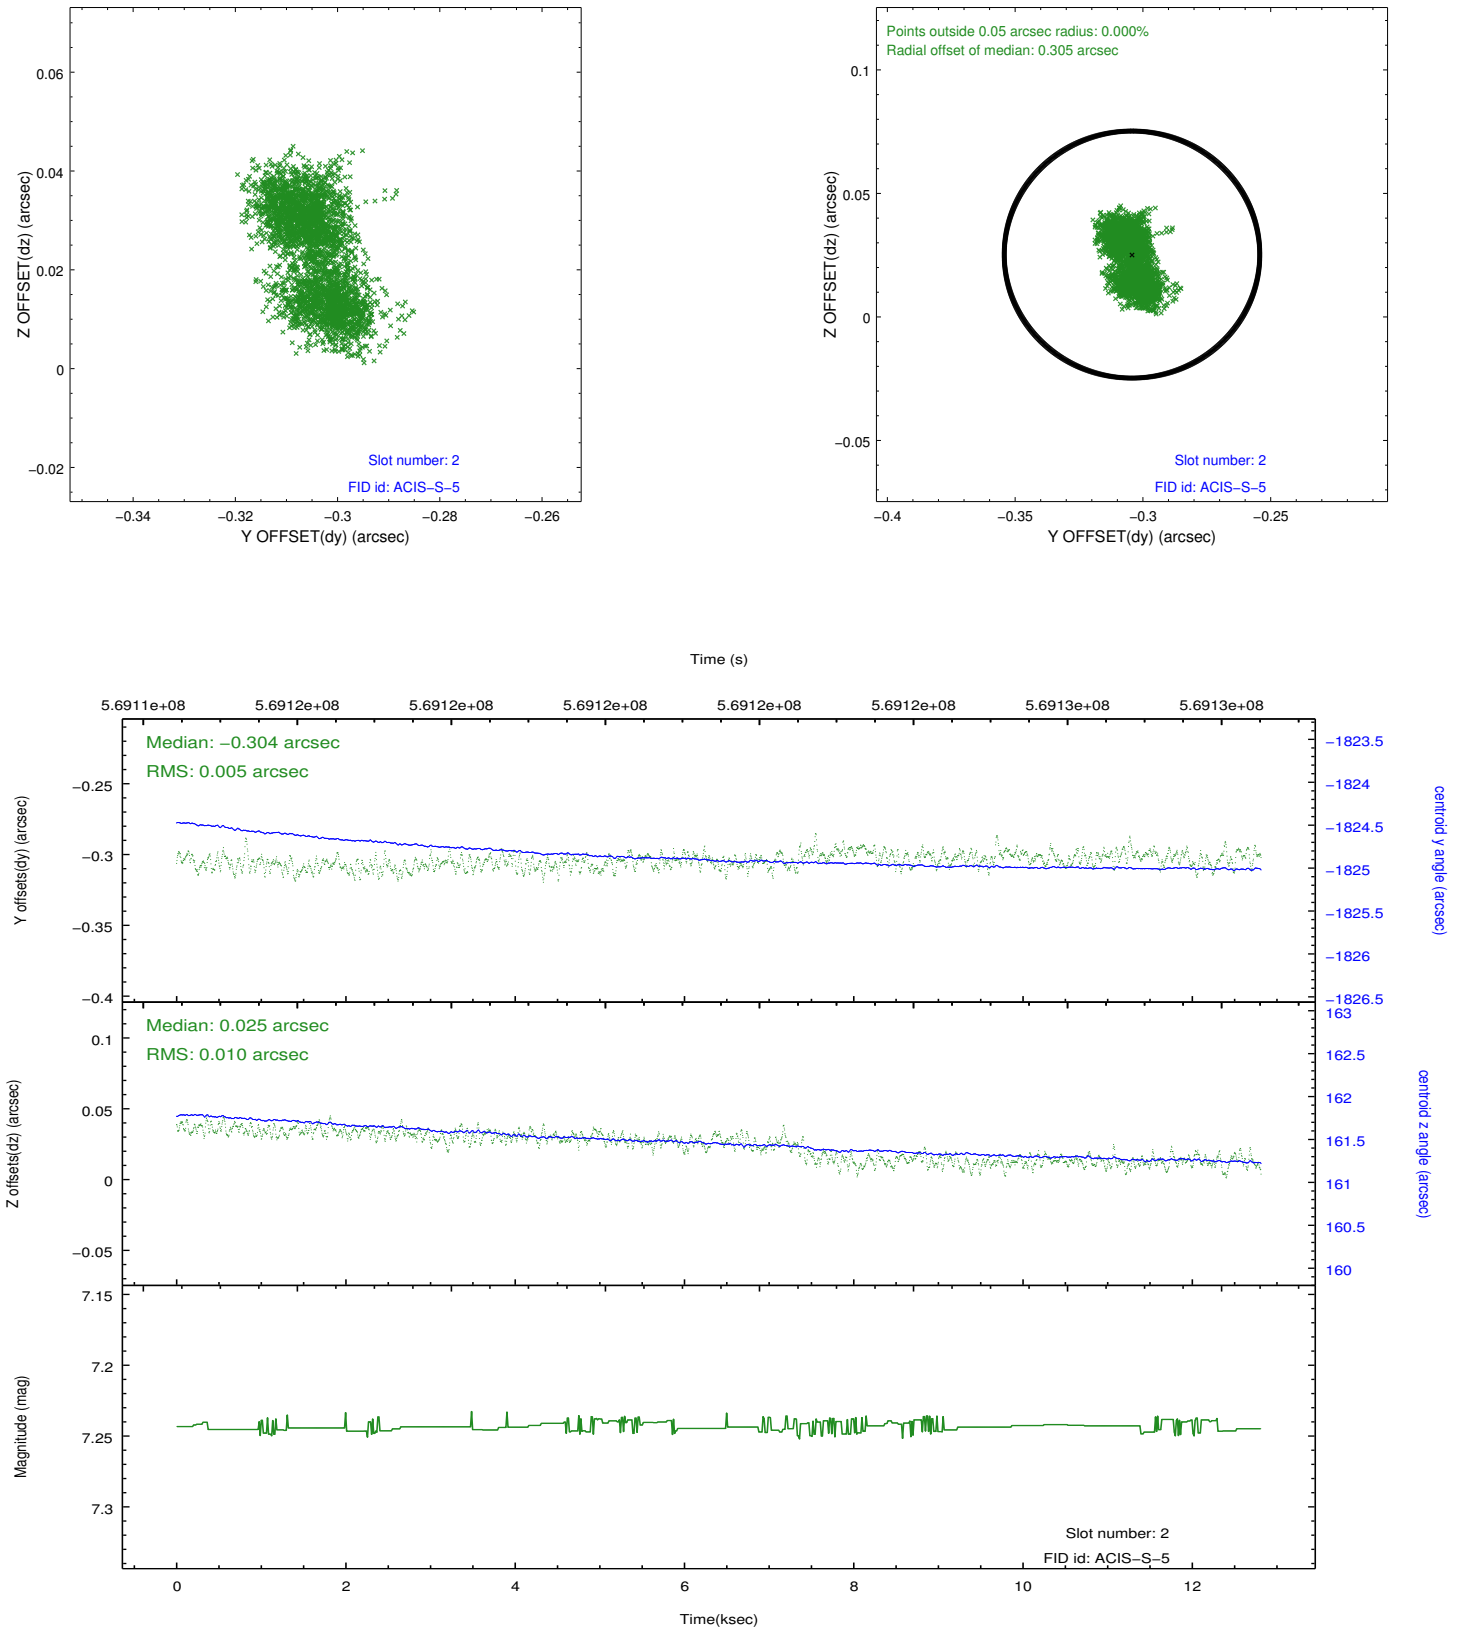 0.06
0.04
0.02
0
−0.02
Z OFFSET(dz) (arcsec)
Slot number: 2
FID id: ACIS−S−5
−0.34
−0.32
−0.3
−0.28
−0.26
Y OFFSET(dy) (arcsec)
Points outside 0.05 arcsec radius: 0.000%
Radial offset of median: 0.305 arcsec
0.1
0.05
0
−0.05
Z OFFSET(dz) (arcsec)
Slot number: 2
FID id: ACIS−S−5
−0.4
−0.35
−0.3
−0.25
Y OFFSET(dy) (arcsec)
Time (s)
5.6911e+08
5.6912e+08
5.6912e+08
5.6912e+08
5.6912e+08
5.6912e+08
5.6913e+08
5.6913e+08
Median: −0.304 arcsec
RMS: 0.005 arcsec
−0.25
−0.3
−0.35
−0.4
Y offsets(dy) (arcsec)
−1823.5
−1824
−1824.5
−1825
−1825.5
−1826
−1826.5
centroid y angle (arcsec)
Median: 0.025 arcsec
RMS: 0.010 arcsec
0.1
0.05
0
−0.05
Z offsets(dz) (arcsec)
163
162.5
162
161.5
161
160.5
160
centroid z angle (arcsec)
7.15
7.2
7.25
7.3
Magnitude (mag)
Slot number: 2
FID id: ACIS−S−5
0
2
4
6
8
10
12
Time(ksec)